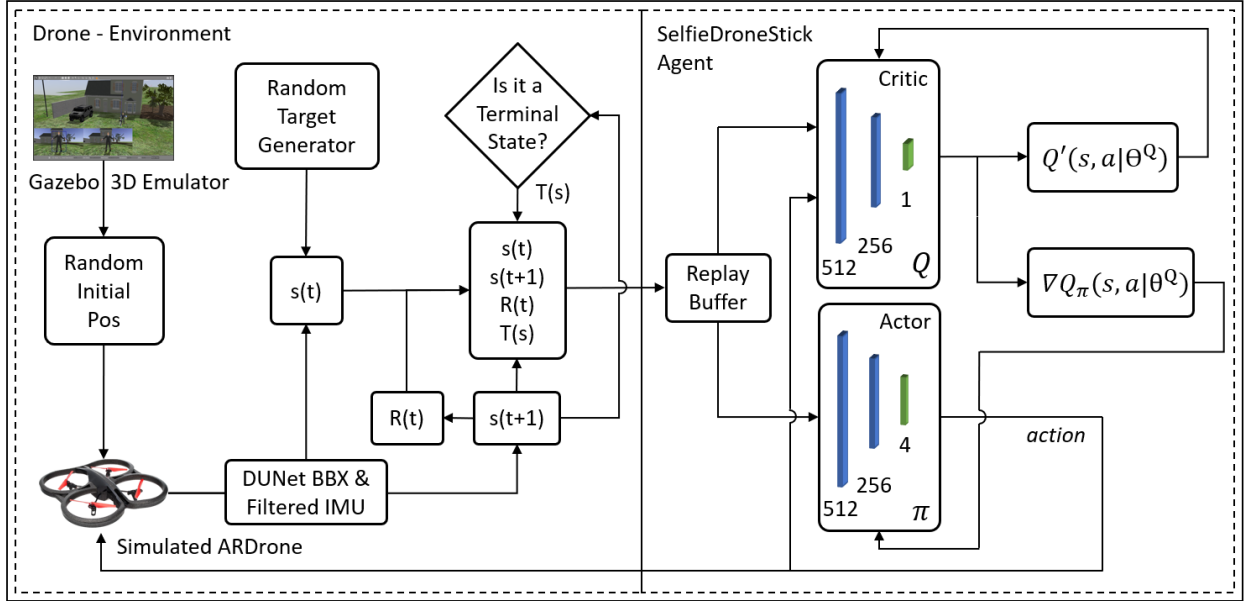 Drone - Environment
Gazebo 3D Emulator
Random
Initial
Pos
Simulated ARDrone
Random
Target
Generator
s(t)
DUNet BBX &
Filtered IMU
Is it a
Terminal
State?
T(s)
s(t)
s(t+1)
R(t)
T(s)
R(t)
s(t+1)
SelfieDroneStick
Agent
Replay
Buffer
Critic
512
256
1
Q
Actor
512
256
4
π
Q′(s, a|Θ^Q)
∇Q_π(s, a|θ^Q)
action